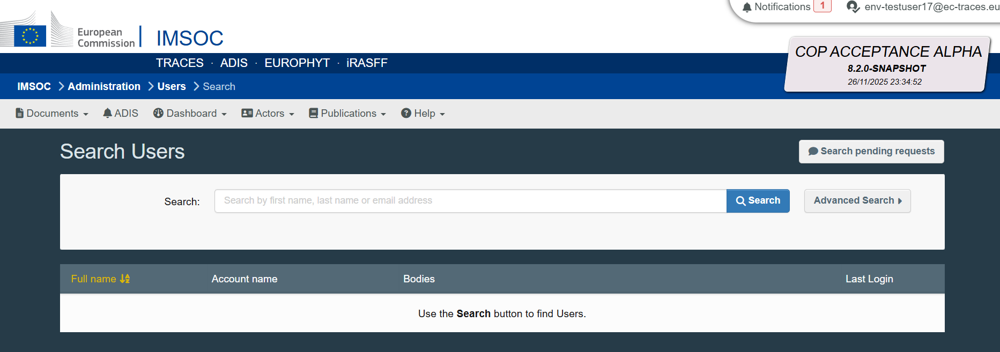 Notifications 1 env-testuser17@ec-traces.eu
European
Commission
IMSOC
COP ACCEPTANCE ALPHA
8.2.0-SNAPSHOT
26/11/2025 23:34:52
TRACES · ADIS · EUROPHYT · iRASFF
IMSOC Administration Users Search
Documents ADIS Dashboard Actors Publications Help
Search Users
Search pending requests
Search: Search by first name, last name or email address Search Advanced Search
Full name Account name Bodies Last Login
Use the Search button to find Users.